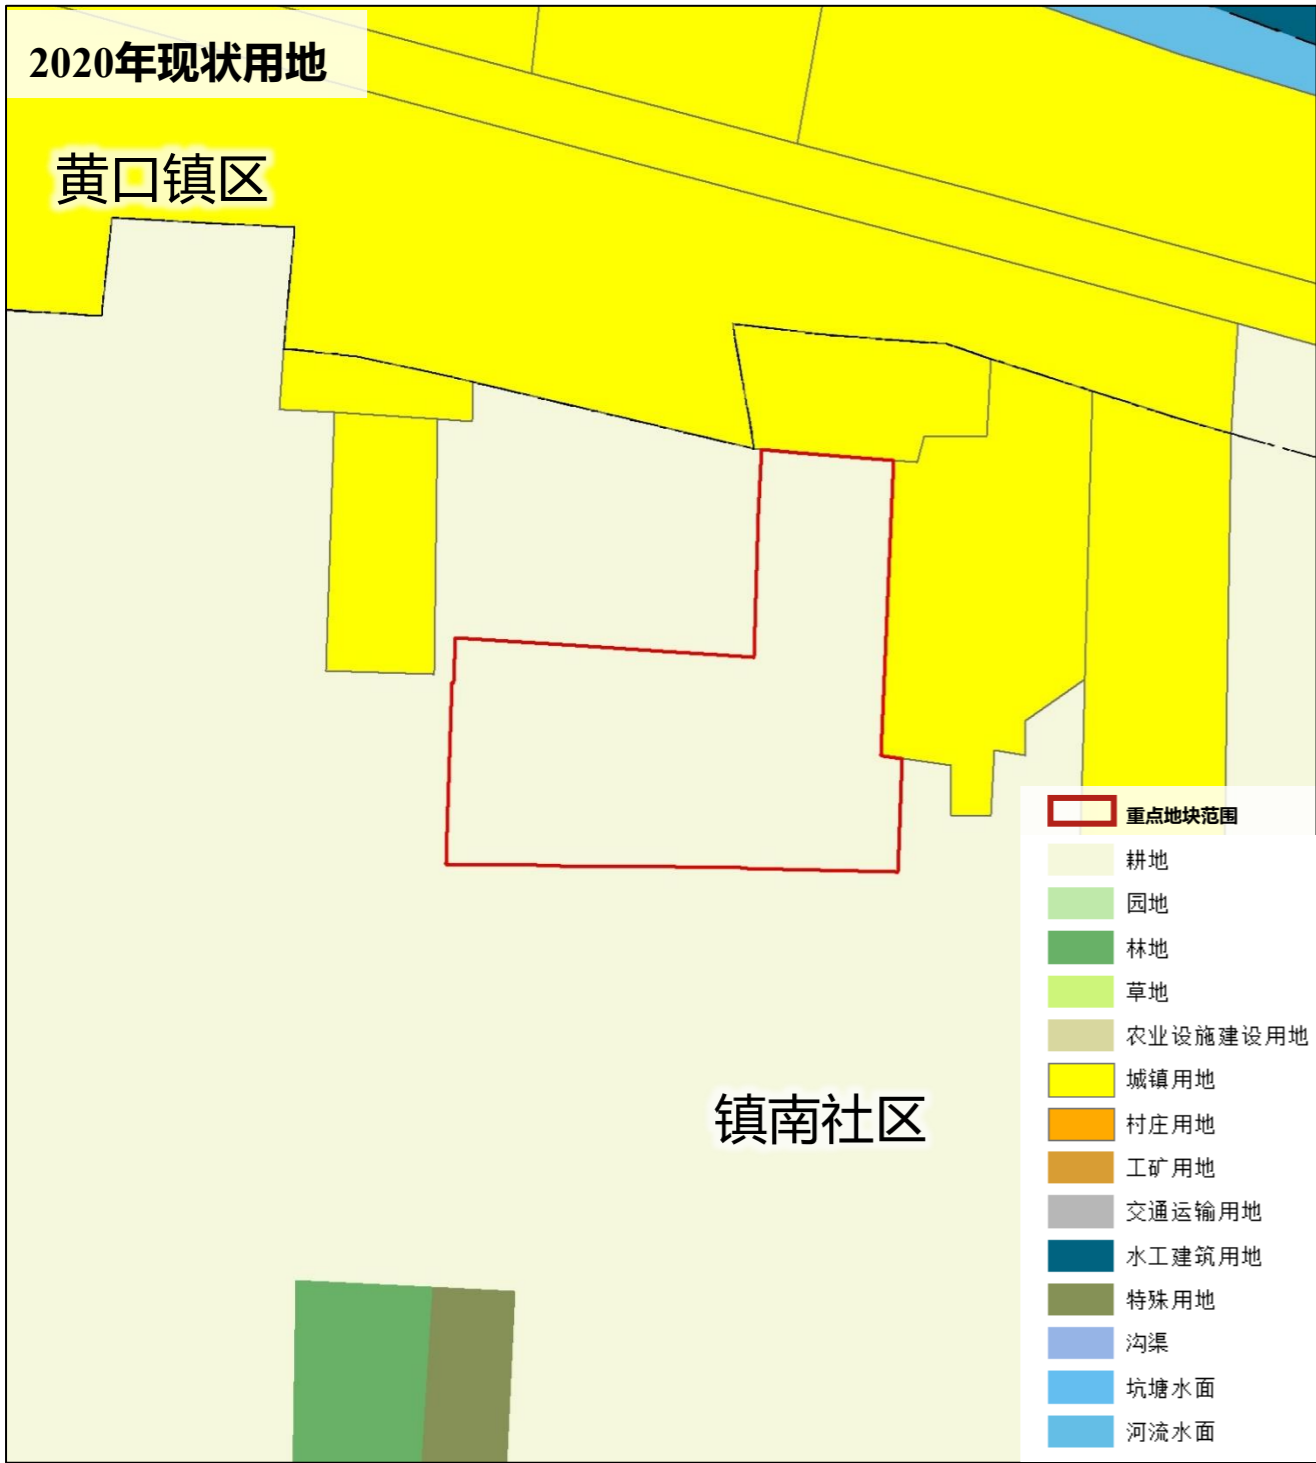 2020年现状用地
黄口镇区
镇南社区
重点地块范围
耕地
园地
林地
草地
农业设施建设用地
城镇用地
村庄用地
工矿用地
交通运输用地
水工建筑用地
特殊用地
沟渠
坑塘水面
河流水面